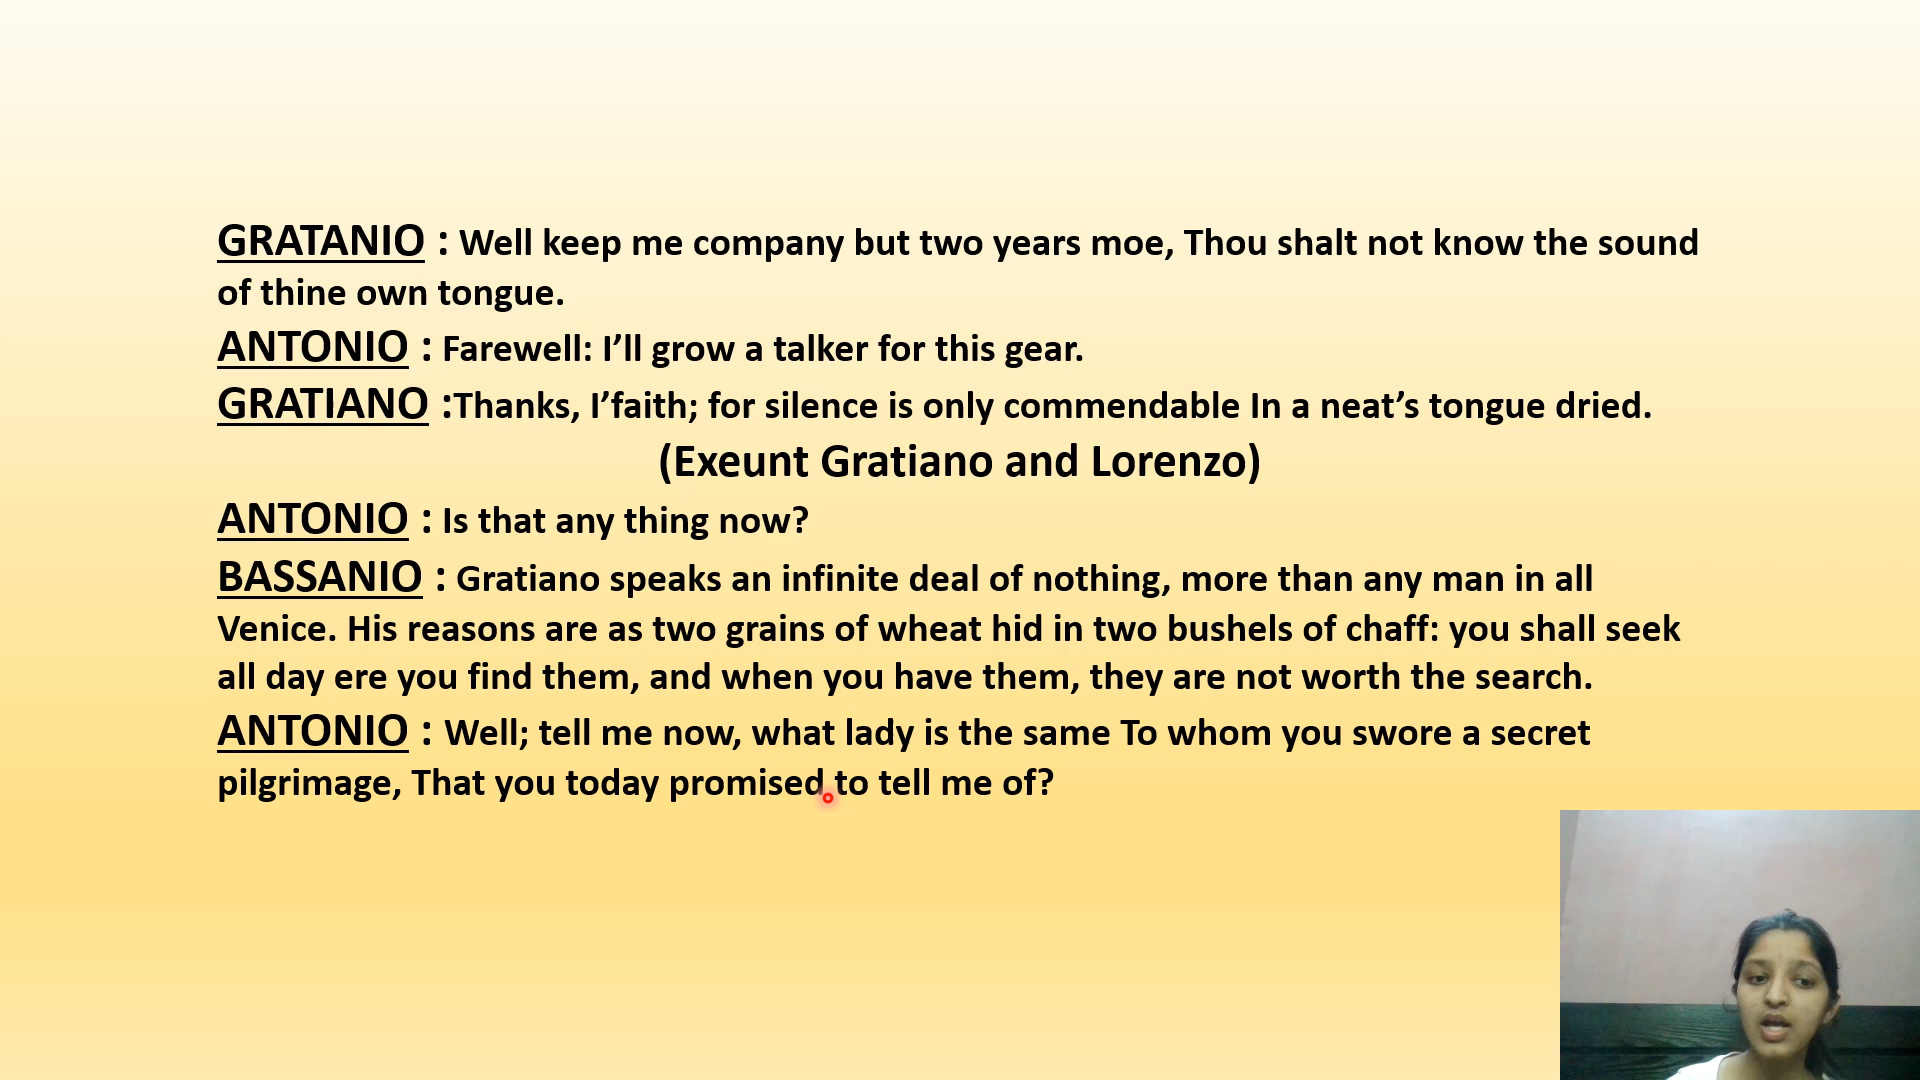 GRATANIO : Well keep me company but two years moe, Thou shalt not know the sound
of thine own tongue.
ANTONIO : Farewell: I’ll grow a talker for this gear.
GRATIANO :Thanks, I’faith; for silence is only commendable In a neat’s tongue dried.
(Exeunt Gratiano and Lorenzo)
ANTONIO : Is that any thing now?
BASSANIO : Gratiano speaks an infinite deal of nothing, more than any man in all
Venice. His reasons are as two grains of wheat hid in two bushels of chaff: you shall seek
all day ere you find them, and when you have them, they are not worth the search.
ANTONIO : Well; tell me now, what lady is the same To whom you swore a secret
pilgrimage, That you today promised to tell me of?